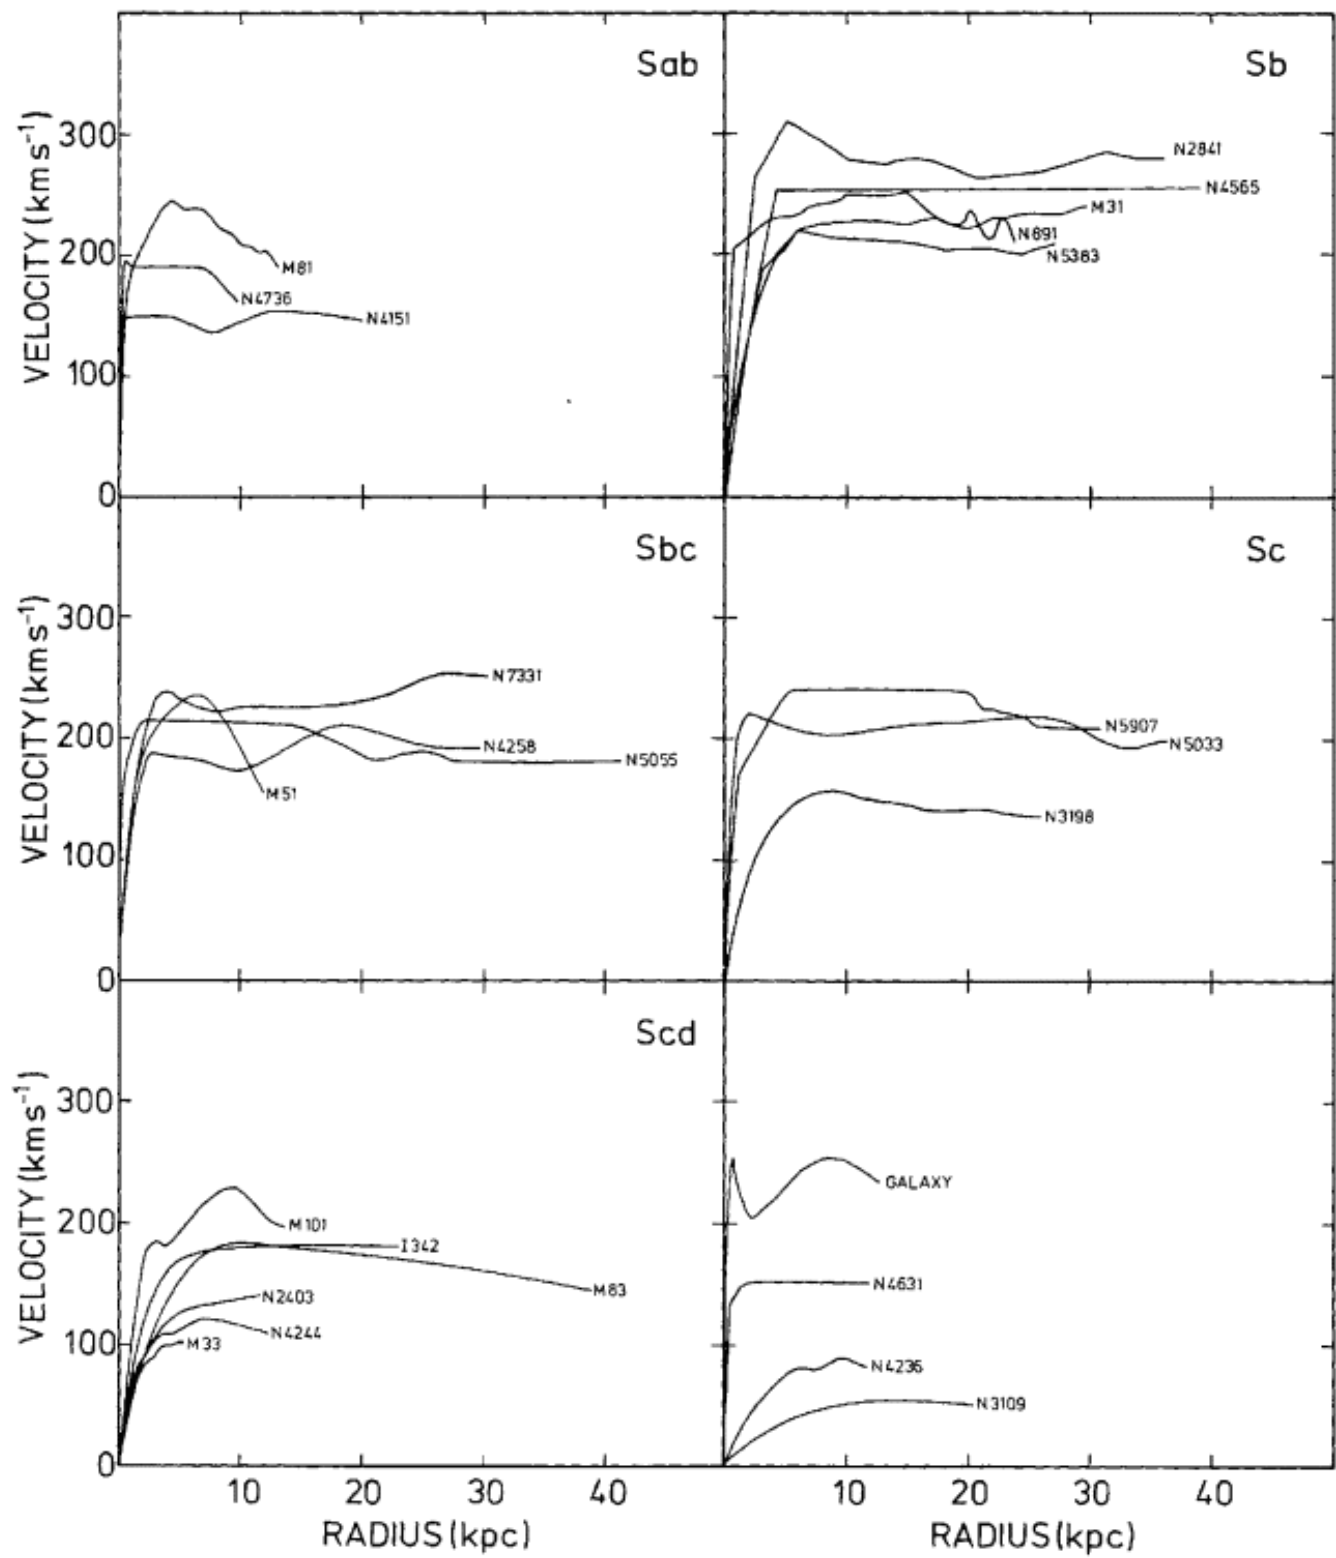 Sab
Sb
VELOCITY (km s⁻¹)
300
200
100
0
M81
N4736
N4151
N2841
N4565
M31
N891
N5383
Sbc
Sc
VELOCITY (km s⁻¹)
300
200
100
0
N7331
N4258
N5055
M51
N5907
N5033
N3198
Scd
VELOCITY (km s⁻¹)
300
200
100
0
M101
I342
M83
N2403
N4244
M33
GALAXY
N4631
N4236
N3109
10 20 30 40
10 20 30 40
RADIUS (kpc)
RADIUS (kpc)